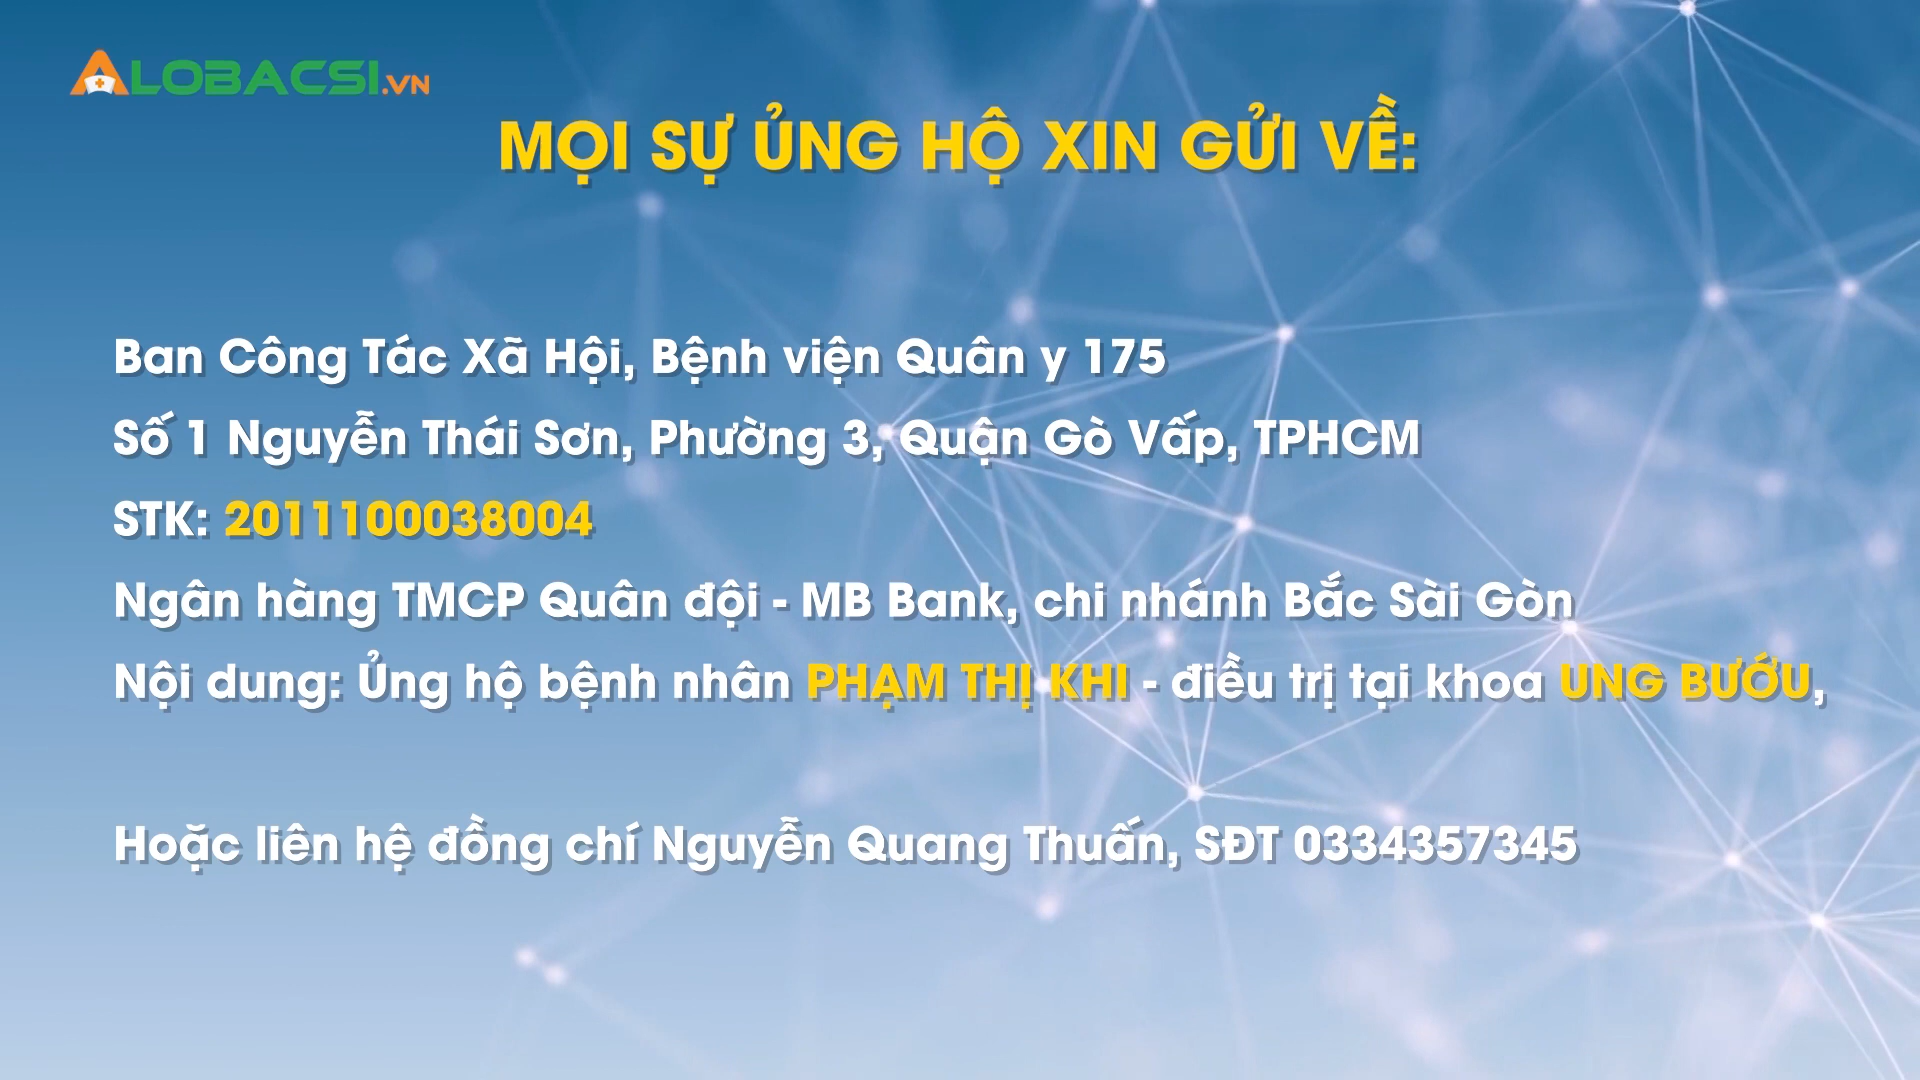 ALOBACSI.VN
MỌI SỰ ỦNG HỘ XIN GỬI VỀ:
Ban Công Tác Xã Hội, Bệnh viện Quân y 175
Số 1 Nguyễn Thái Sơn, Phường 3, Quận Gò Vấp, TPHCM
STK: 2011100038004
Ngân hàng TMCP Quân đội - MB Bank, chi nhánh Bắc Sài Gòn
Nội dung: Ủng hộ bệnh nhân PHẠM THỊ KHI - điều trị tại khoa UNG BƯỚU,
Hoặc liên hệ đồng chí Nguyễn Quang Thuấn, SĐT 0334357345